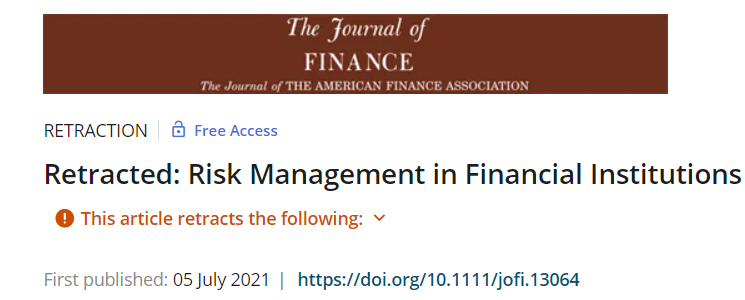 The Journal of
FINANCE
The Journal of THE AMERICAN FINANCE ASSOCIATION
RETRACTION | Free Access
Retracted: Risk Management in Financial Institutions
This article retracts the following:
First published: 05 July 2021 | https://doi.org/10.1111/jofi.13064